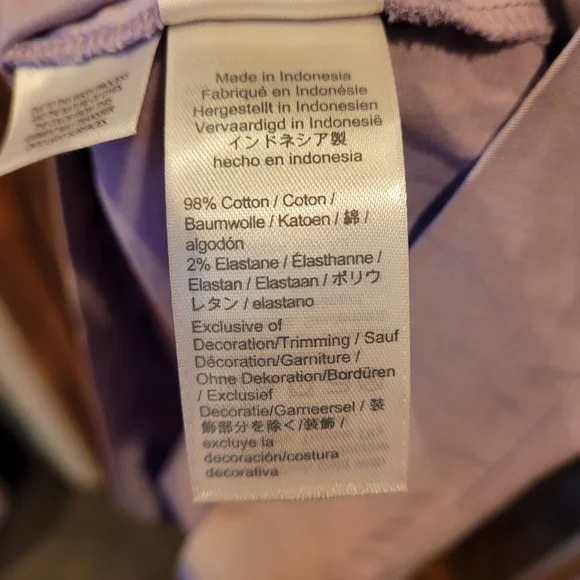 Made in Indonesia
Fabriqué en Indonésie
Hergestellt in Indonesien
Vervaardigd in Indonesië
インドネシア製
hecho en indonesia
98% Cotton / Coton /
Baumwolle / Katoen / 綿 /
algodón
2% Elastane / Élasthanne /
Elastan / Elastaan / ポリウ
レタン / elastano
Exclusive of
Decoration/Trimming / Sauf
Décoration/Garniture /
Ohne Dekoration/Bordüren
/ Exclusief
Decoratie/Garneersel / 装
飾部分を除く/装飾 /
excluye la
decoración/costura
decorativa